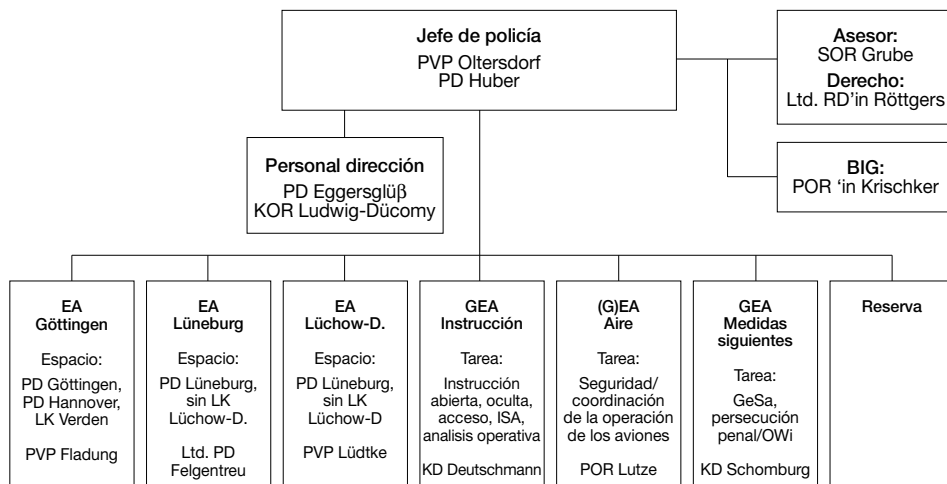 Jefe de policía
PVP Oltersdorf
PD Huber
Asesor:
SOR Grube
Derecho:
Ltd. RD’in Röttgers
BIG:
POR ‘in Krischker
Personal dirección
PD Eggersglüβ
KOR Ludwig-Dücomy
EA
Göttingen
Espacio:
PD Göttingen,
PD Hannover,
LK Verden
PVP Fladung
EA
Lüneburg
Espacio:
PD Lüneburg,
sin LK
Lüchow-D.
Ltd. PD
Felgentreu
EA
Lüchow-D.
Espacio:
PD Lüneburg,
sin LK
Lüchow-D
PVP Lüdtke
GEA
Instrucción
Tarea:
Instrucción
abierta, oculta,
acceso, ISA,
analisis operativa
KD Deutschmann
(G)EA
Aire
Tarea:
Seguridad/
coordinación
de la operación
de los aviones
POR Lutze
GEA
Medidas
siguientes
Tarea:
GeSa,
persecución
penal/OWi
KD Schomburg
Reserva